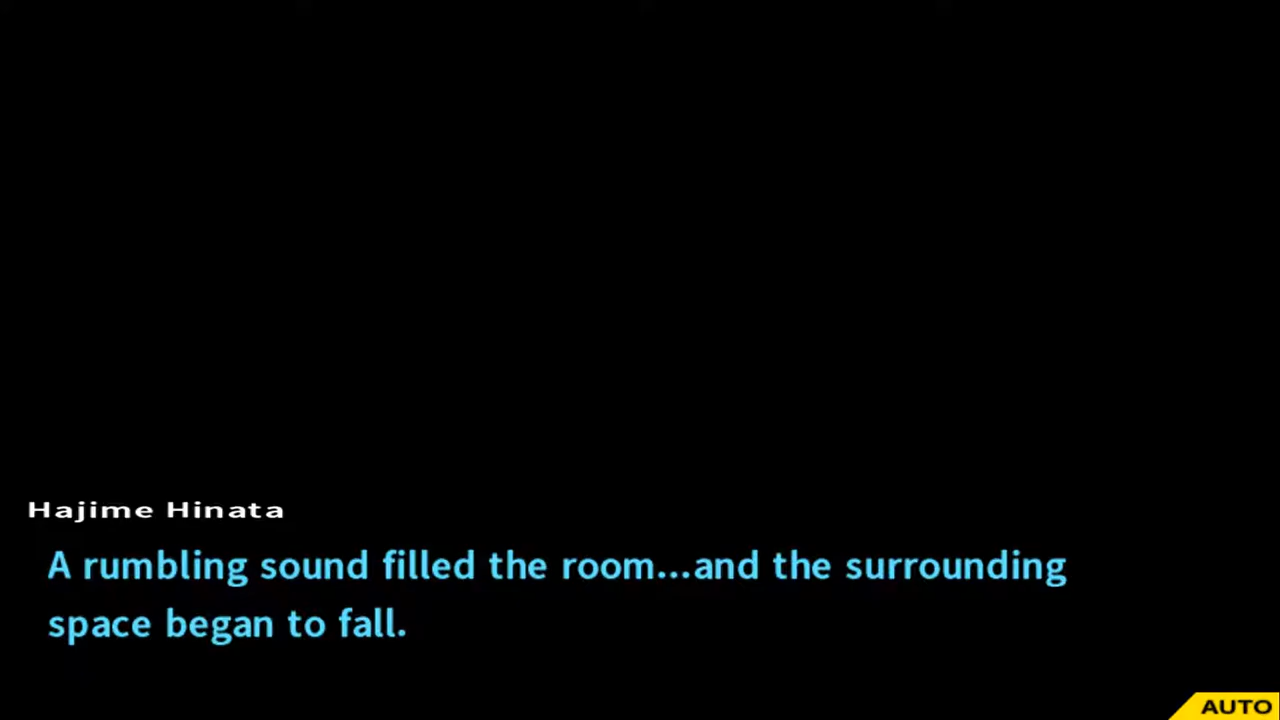 Hajime Hinata
A rumbling sound filled the room...and the surrounding
space began to fall.
AUTO